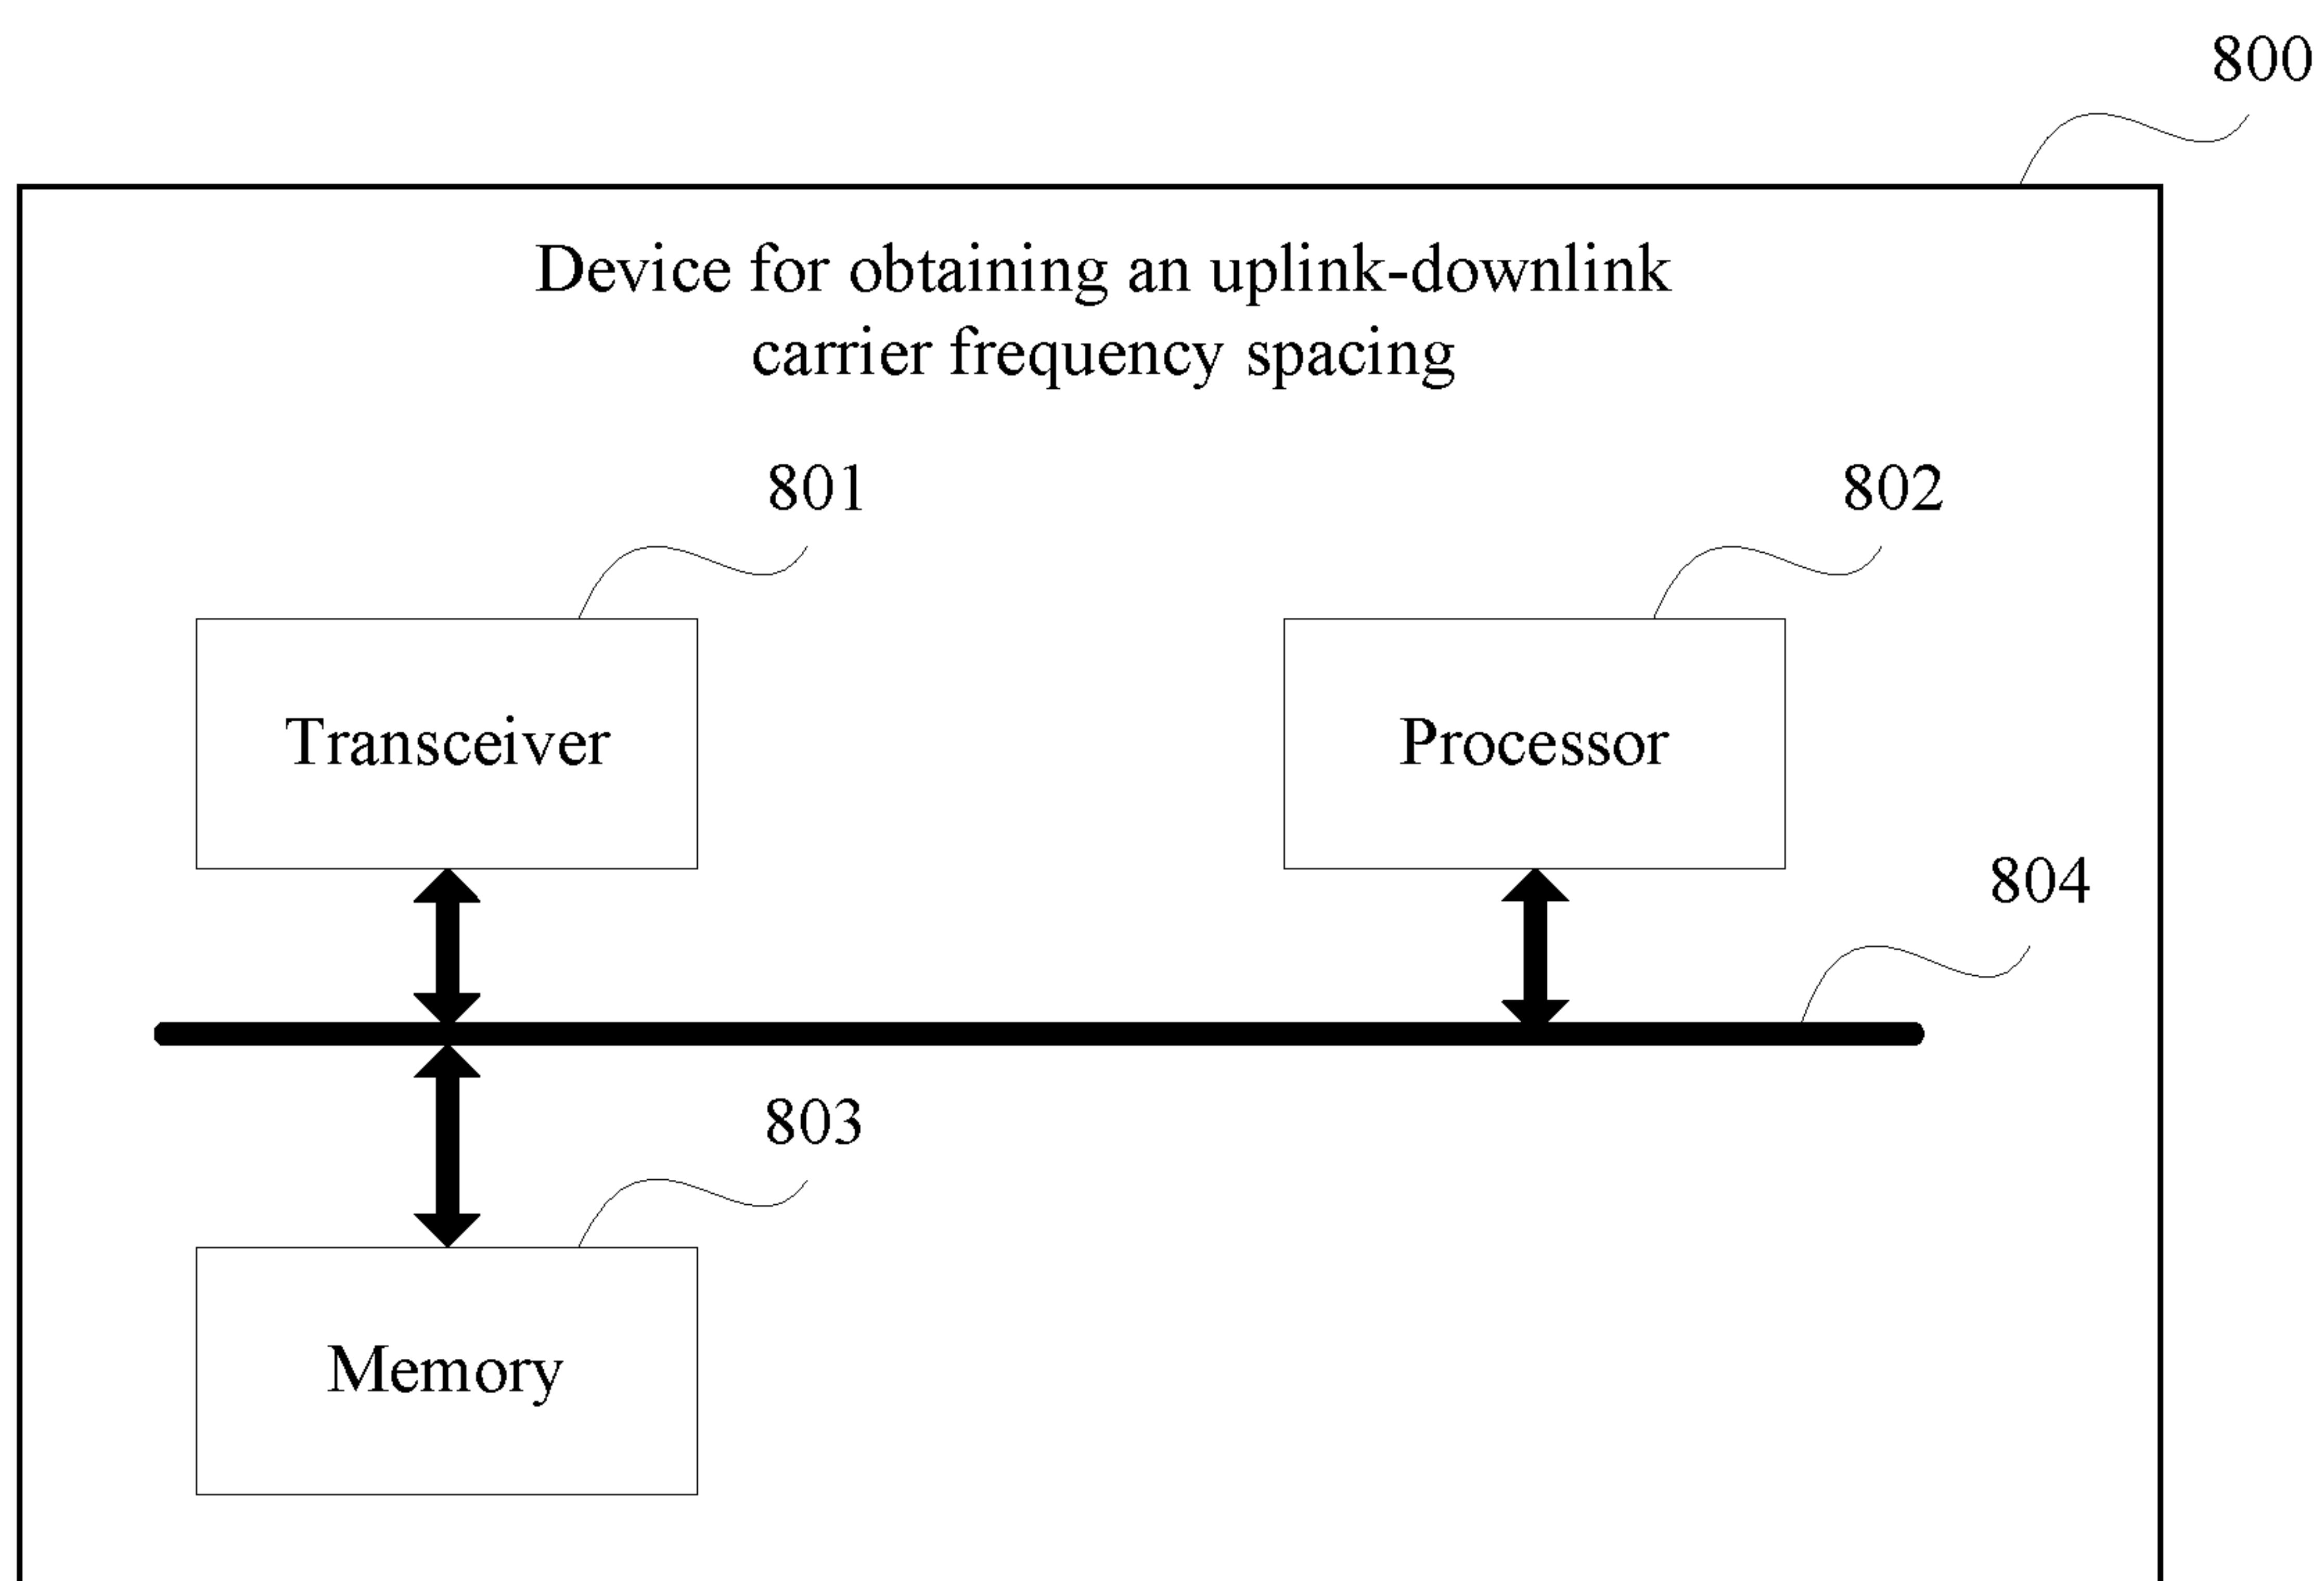 800
Device for obtaining an uplink-downlink
carrier frequency spacing
801
802
Transceiver
Processor
804
803
Memory